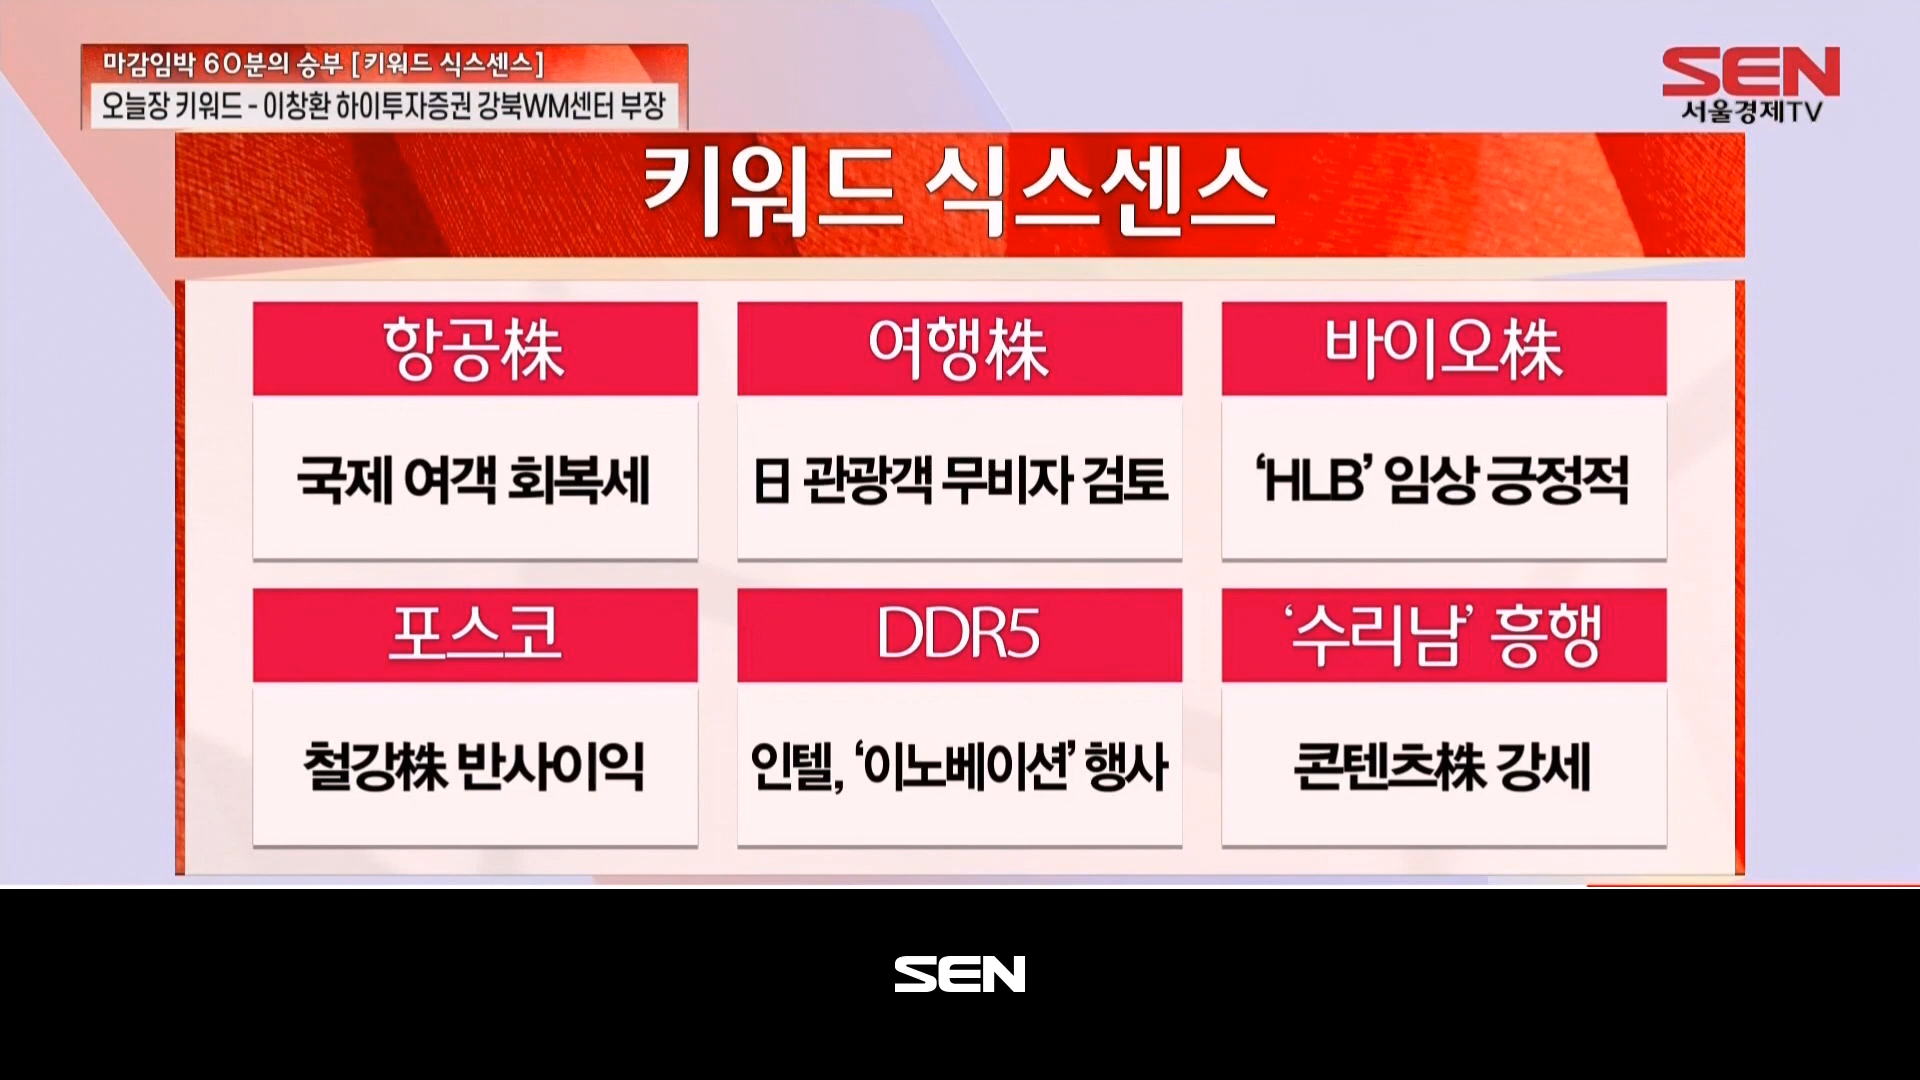 마감임박 60분의 승부 [키워드 식스센스]
오늘장 키워드 - 이창환 하이투자증권 강북WM센터 부장
SEN
서울경제TV
키워드 식스센스
항공株
여행株
바이오株
국제 여객 회복세
日 관광객 무비자 검토
‘HLB’ 임상 긍정적
포스코
DDR5
‘수리남’ 흥행
철강株 반사이익
인텔, ‘이노베이션’ 행사
콘텐츠株 강세
SEN